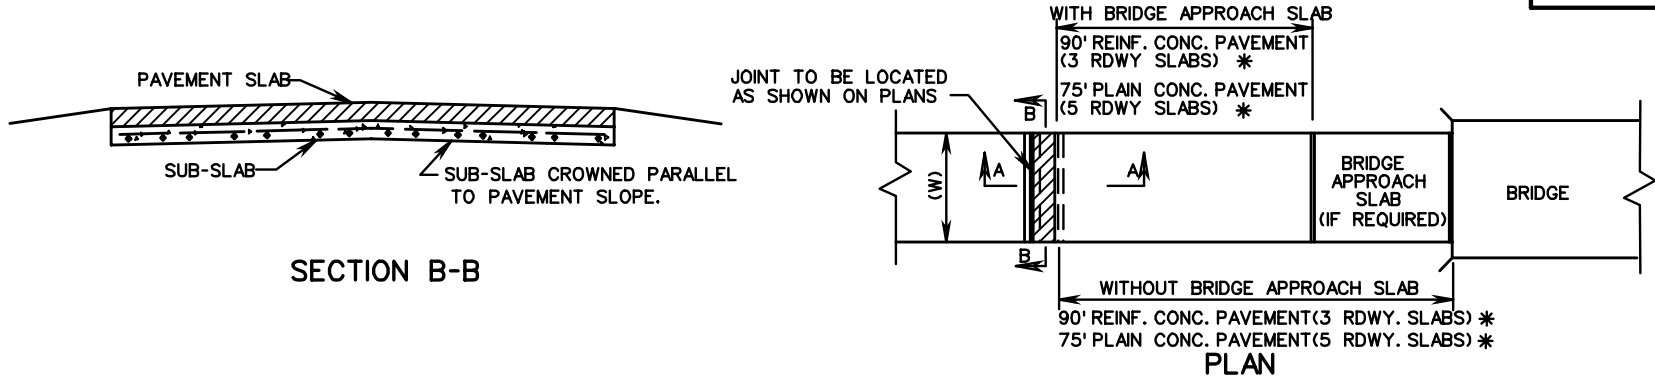 PAVEMENT SLAB
SUB-SLAB
SUB-SLAB CROWNED PARALLEL
TO PAVEMENT SLOPE.
SECTION B-B
WITH BRIDGE APPROACH SLAB
90' REINF. CONC. PAVEMENT
(3 RDWY SLABS) *
75' PLAIN CONC. PAVEMENT
(5 RDWY SLABS) *
JOINT TO BE LOCATED
AS SHOWN ON PLANS
B
(W)
A
A
BRIDGE
APPROACH
SLAB
(IF REQUIRED)
BRIDGE
B
WITHOUT BRIDGE APPROACH SLAB
90' REINF. CONC. PAVEMENT(3 RDWY. SLABS) *
75' PLAIN CONC. PAVEMENT(5 RDWY. SLABS) *
PLAN